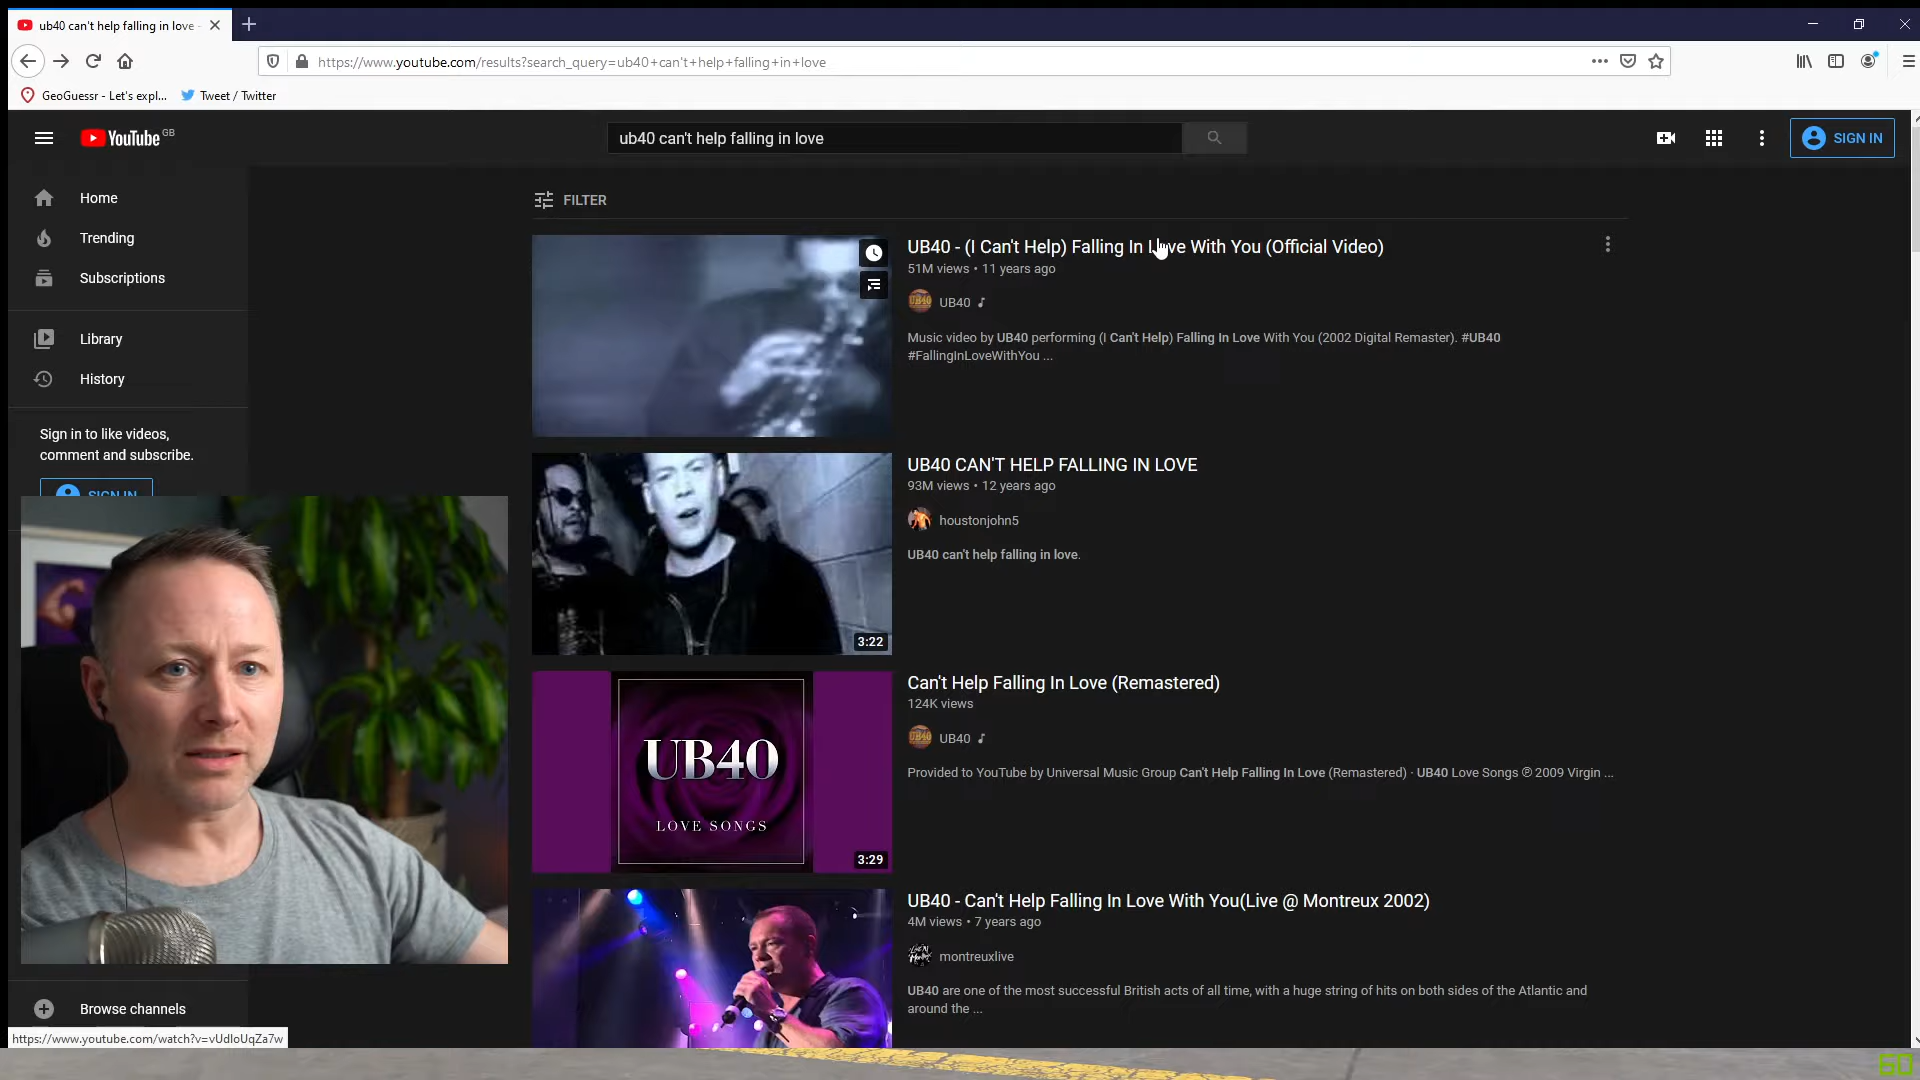 ub40 can't help falling in love -
https://www.youtube.com/results?search_query=ub40+can't+help+falling+in+love
GeoGuessr - Let's expl...
Tweet / Twitter
YouTube GB
ub40 can't help falling in love
SIGN IN
Home
Trending
Subscriptions
Library
History
Sign in to like videos,
comment and subscribe.
SIGN IN
Browse channels
FILTER
UB40 - (I Can't Help) Falling In Love With You (Official Video)
51M views • 11 years ago
UB40
Music video by UB40 performing (I Can't Help) Falling In Love With You (2002 Digital Remaster). #UB40
#FallingInLoveWithYou ...
3:22
UB40 CAN'T HELP FALLING IN LOVE
93M views • 12 years ago
houstonjohn5
UB40 can't help falling in love.
UB40
LOVE SONGS
3:29
Can't Help Falling In Love (Remastered)
124K views
UB40
Provided to YouTube by Universal Music Group Can't Help Falling In Love (Remastered) · UB40 Love Songs ℗ 2009 Virgin ...
UB40 - Can't Help Falling In Love With You(Live @ Montreux 2002)
4M views • 7 years ago
montreuxlive
UB40 are one of the most successful British acts of all time, with a huge string of hits on both sides of the Atlantic and
around the ...
https://www.youtube.com/watch?v=vUdloUqZa7w
60